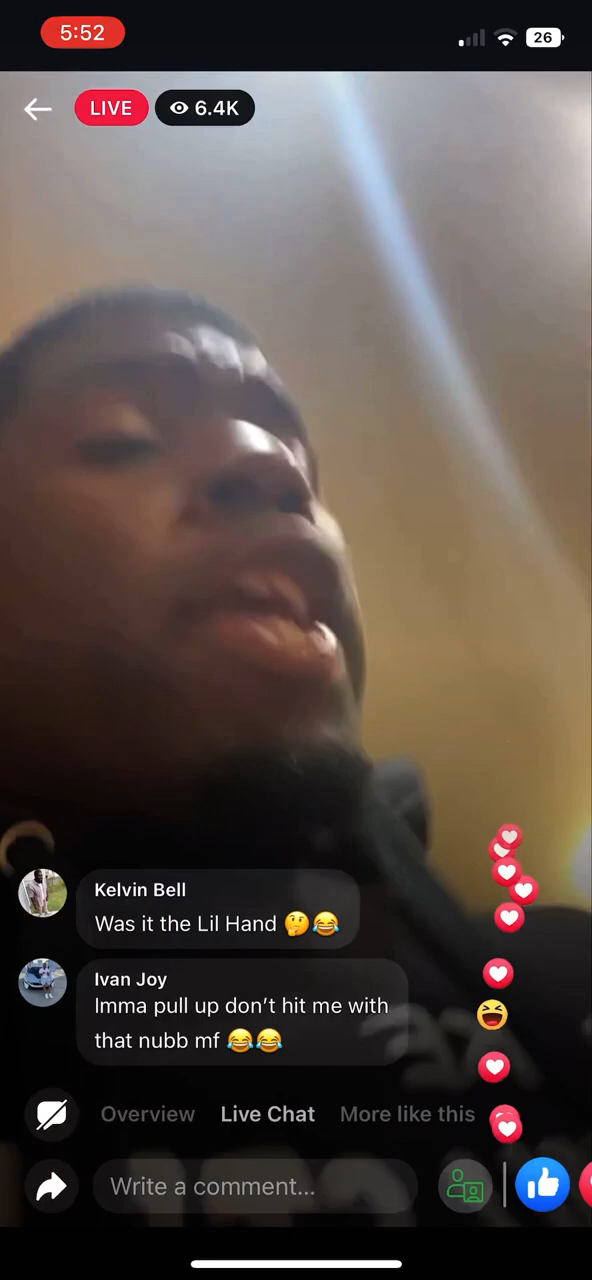 5:52
26
LIVE 6.4K
Kelvin Bell
Was it the Lil Hand 🤔😂
Ivan Joy
Imma pull up don’t hit me with
that nubb mf 😂😂
Overview Live Chat More like this
Write a comment...